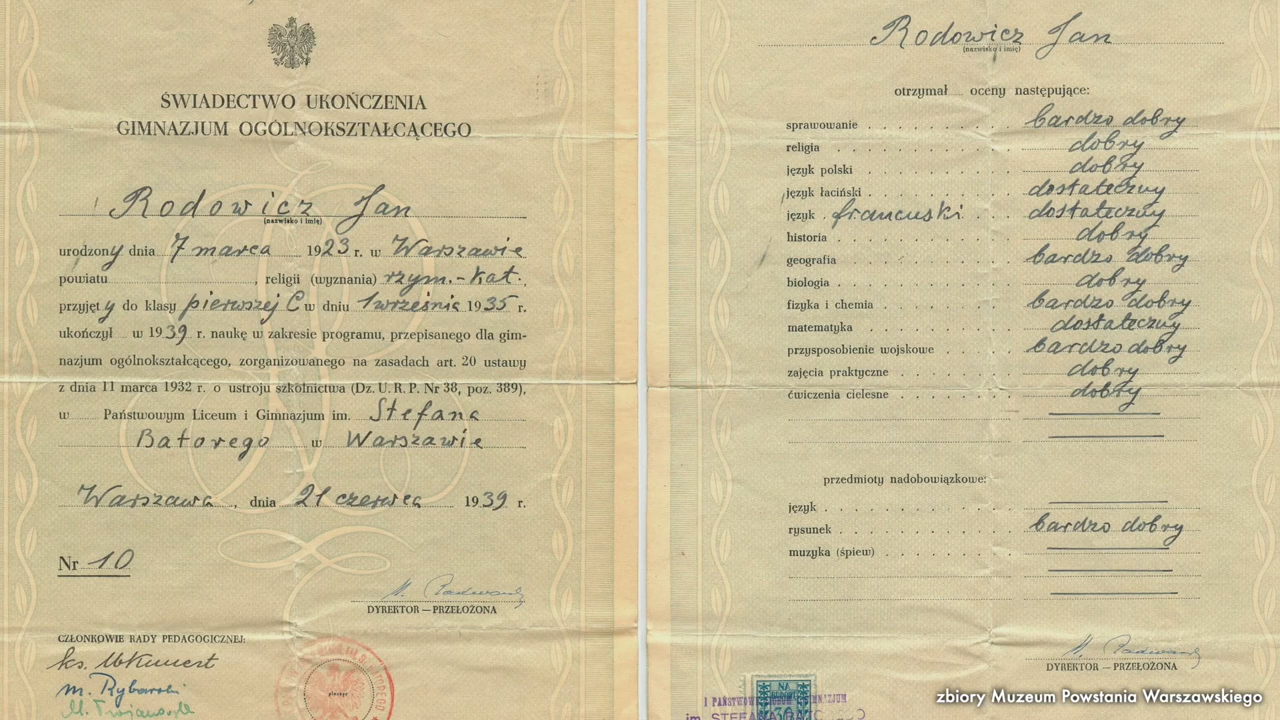 ŚWIADECTWO UKOŃCZENIA
GIMNAZJUM OGÓLNOKSZTAŁCĄCEGO
Rodowicz Jan
(nazwisko i imię)
urodzony dnia 7 marca 1923 r. w Warszawie
powiatu , religii (wyznania) rzym.-kat.
przyjęty do klasy pierwszej C w dniu 1 września 1935 r.
ukończył w 1939 r. naukę w zakresie programu, przepisanego dla gim-
nazjum ogólnokształcącego, zorganizowanego na zasadach art. 20 ustawy
z dnia 11 marca 1932 r. o ustroju szkolnictwa (Dz. U. R. P. Nr 38, poz. 389),
w Państwowym Liceum i Gimnazjum im. Stefana
Batorego w Warszawie
Warszawa, dnia 21 czerwca 1939 r.
Nr 10
DYREKTOR—PRZEŁOŻONA
CZŁONKOWIE RADY PEDAGOGICZNEJ:
ks.
M. Rybarski
pieczęć
Rodowicz Jan
(nazwisko i imię)
otrzymał oceny następujące:
sprawowanie bardzo dobry
religia dobry
język polski dobry
język łaciński dostateczny
język francuski dostateczny
historia dobry
geografia bardzo dobry
biologia dobry
fizyka i chemia bardzo dobry
matematyka dostateczny
przysposobienie wojskowe bardzo dobry
zajęcia praktyczne dobry
ćwiczenia cielesne dobry
przedmioty nadobowiązkowe:
język
rysunek bardzo dobry
muzyka (śpiew)
DYREKTOR—PRZEŁOŻONA
zbiory Muzeum Powstania Warszawskiego